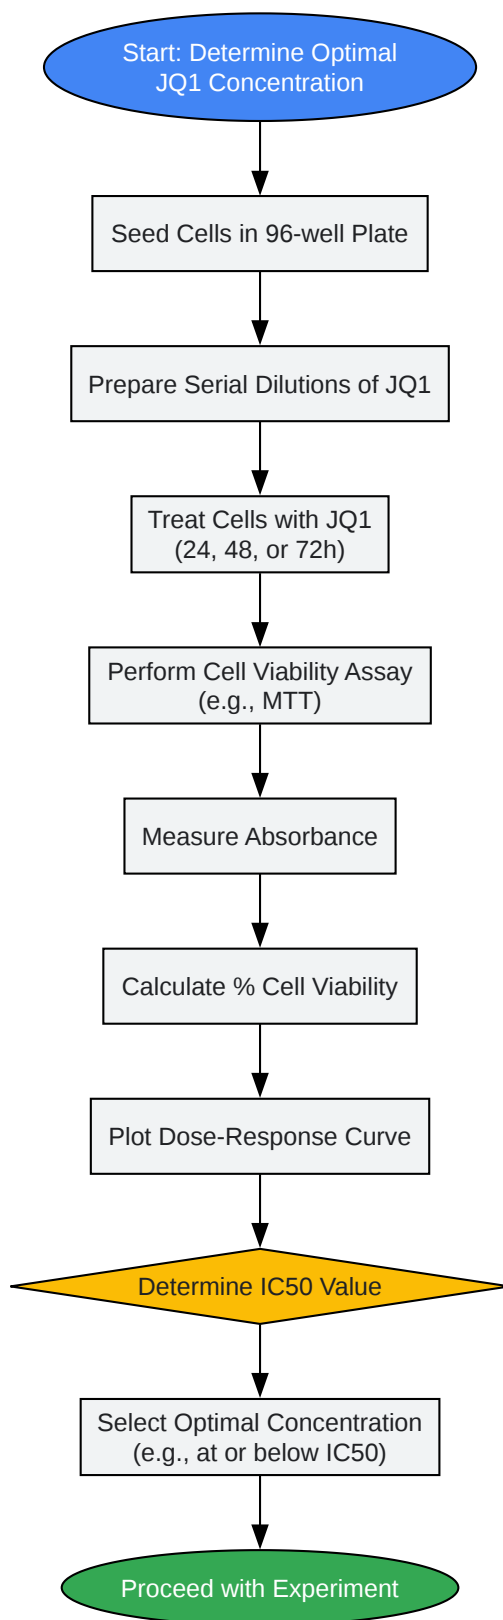 Start: Determine Optimal
JQ1 Concentration
Seed Cells in 96-well Plate
Prepare Serial Dilutions of JQ1
Treat Cells with JQ1
(24, 48, or 72h)
Perform Cell Viability Assay
(e.g., MTT)
Measure Absorbance
Calculate % Cell Viability
Plot Dose-Response Curve
Determine IC50 Value
Select Optimal Concentration
(e.g., at or below IC50)
Proceed with Experiment